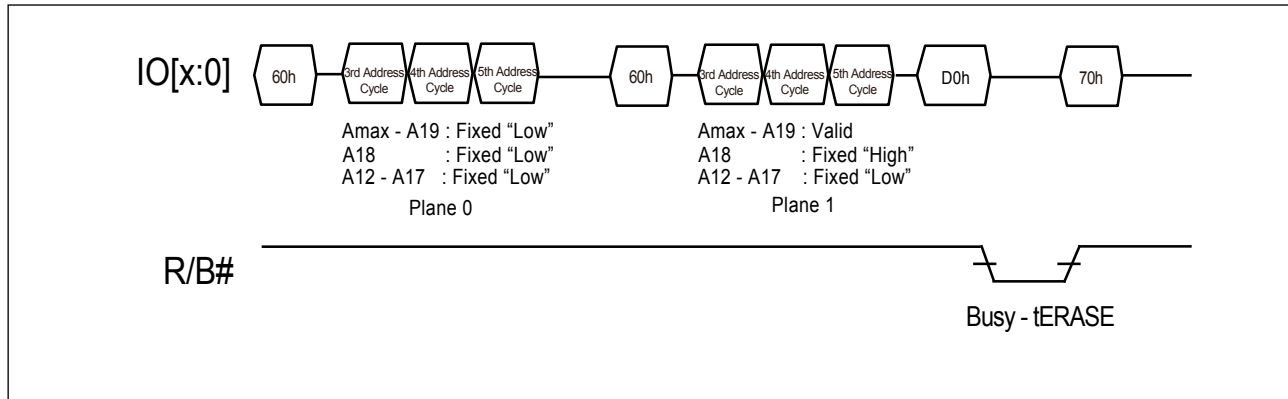 IO[x:0]
60h
3rd Address Cycle
4th Address Cycle
5th Address Cycle
60h
3rd Address Cycle
4th Address Cycle
5th Address Cycle
D0h
70h
Amax - A19 : Fixed “Low”
A18 : Fixed “Low”
A12 - A17 : Fixed “Low”
Plane 0
Amax - A19 : Valid
A18 : Fixed “High”
A12 - A17 : Fixed “Low”
Plane 1
R/B#
Busy - tERASE